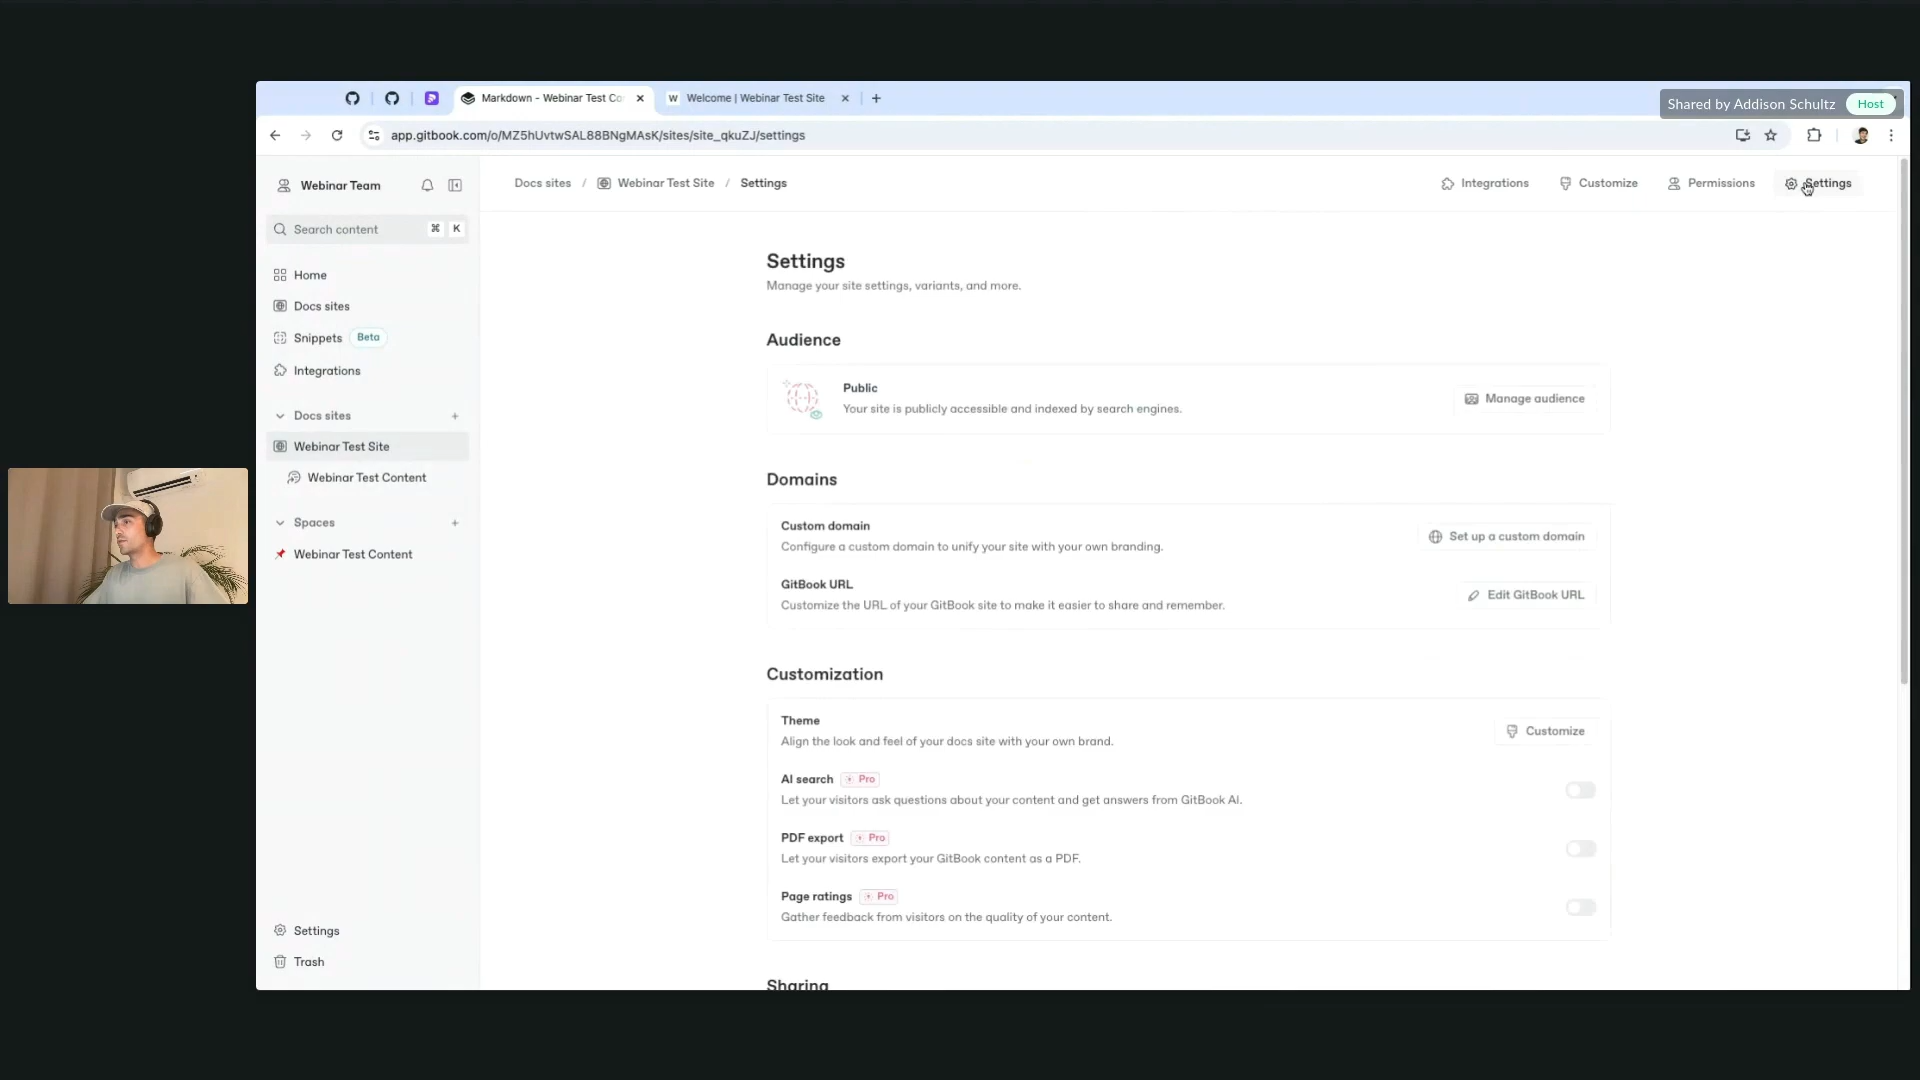 Markdown - Webinar Test Co
Welcome | Webinar Test Site
Shared by Addison Schultz Host
app.gitbook.com/o/MZ5hUvtwSAL88BNgMAsK/sites/site_qkuZJ/settings
Webinar Team
Docs sites / Webinar Test Site / Settings
Integrations
Customize
Permissions
Settings
Search content ⌘ K
Home
Docs sites
Snippets Beta
Integrations
Docs sites
Webinar Test Site
Webinar Test Content
Spaces
Webinar Test Content
Settings
Trash
Settings
Manage your site settings, variants, and more.
Audience
Public
Your site is publicly accessible and indexed by search engines.
Manage audience
Domains
Custom domain
Configure a custom domain to unify your site with your own branding.
Set up a custom domain
GitBook URL
Customize the URL of your GitBook site to make it easier to share and remember.
Edit GitBook URL
Customization
Theme
Align the look and feel of your docs site with your own brand.
Customize
AI search Pro
Let your visitors ask questions about your content and get answers from GitBook AI.
PDF export Pro
Let your visitors export your GitBook content as a PDF.
Page ratings Pro
Gather feedback from visitors on the quality of your content.
Sharing